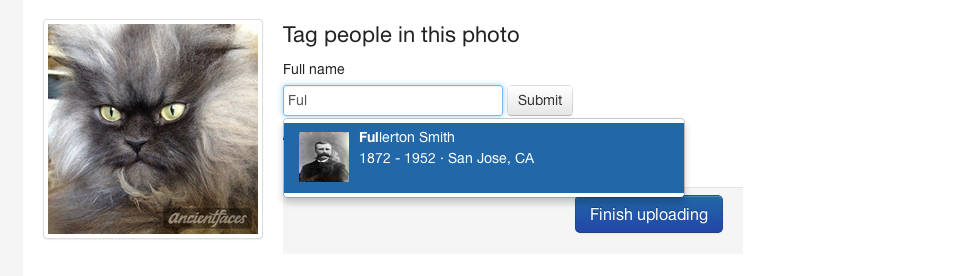 Tag people in this photo
Full name
Ful
Submit
Fullerton Smith
1872 - 1952 · San Jose, CA
ancientfaces
Finish uploading